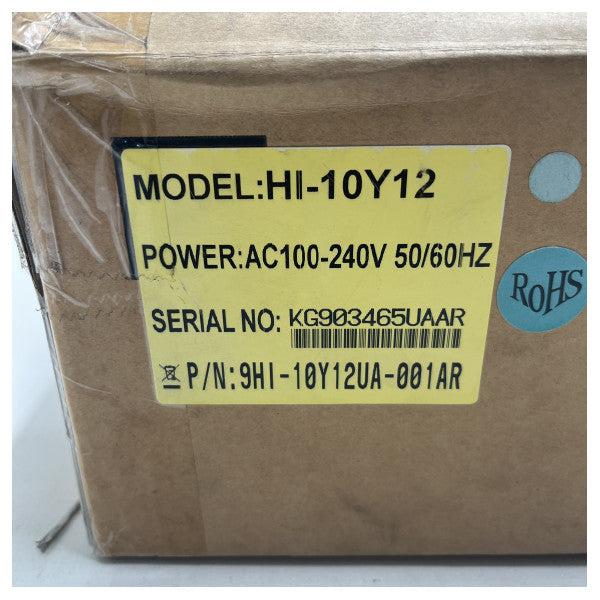 MODEL:HI-10Y12
POWER:AC100-240V 50/60HZ
RoHS
SERIAL NO: KG903465UAAR
P/N:9HI-10Y12UA-001AR